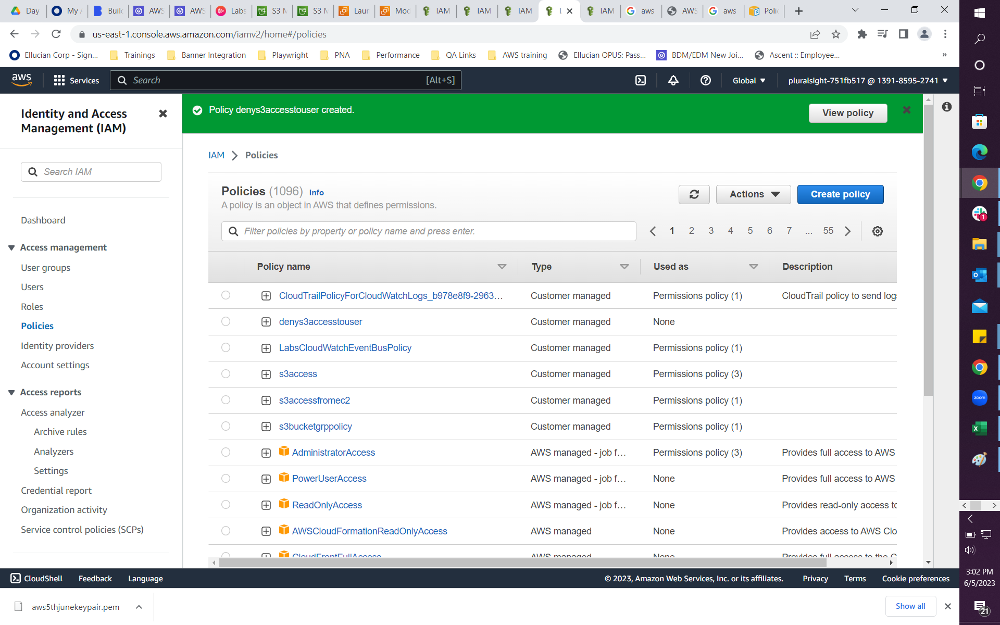 Day
My A
Build
AWS
AWS
Labs
S3 M
S3 M
Laun
Mod
IAM
IAM
IAM
I
IAM
aws
AWS
aws
Polic
us-east-1.console.aws.amazon.com/iamv2/home#/policies
Ellucian Corp - Sign...
Trainings
Banner Integration
Playwright
PNA
Performance
QA Links
AWS training
Ellucian OPUS: Pass...
BDM/EDM New Joi...
Ascent :: Employee...
»
aws
Services
Search
[Alt+S]
Global
pluralsight-751fb517 @ 1391-8595-2741
Identity and Access
Management (IAM)
Search IAM
Dashboard
Access management
User groups
Users
Roles
Policies
Identity providers
Account settings
Access reports
Access analyzer
Archive rules
Analyzers
Settings
Credential report
Organization activity
Service control policies (SCPs)
Policy denys3accesstouser created.
View policy
IAM > Policies
Policies (1096) Info
A policy is an object in AWS that defines permissions.
Actions
Create policy
Filter policies by property or policy name and press enter.
1 2 3 4 5 6 7 ... 55
Policy name Type Used as Description
CloudTrailPolicyForCloudWatchLogs_b978e8f9-2963... Customer managed Permissions policy (1) CloudTrail policy to send logs
denys3accesstouser Customer managed None
LabsCloudWatchEventBusPolicy Customer managed Permissions policy (1)
s3access Customer managed Permissions policy (3)
s3accessfromec2 Customer managed Permissions policy (1)
s3bucketgrppolicy Customer managed Permissions policy (1)
AdministratorAccess AWS managed - job f... Permissions policy (3) Provides full access to AWS
PowerUserAccess AWS managed - job f... None Provides full access to AWS
ReadOnlyAccess AWS managed - job f... None Provides read-only access to
AWSCloudFormationReadOnlyAccess AWS managed None Provides access to AWS Clo
CloudFrontFullAccess AWS managed None Provides full access to the C
CloudShell
Feedback
Language
© 2023, Amazon Web Services, Inc. or its affiliates.
Privacy
Terms
Cookie preferences
aws5thjunekeypair.pem
Show all
1
zoom
3:02 PM
6/5/2023
21